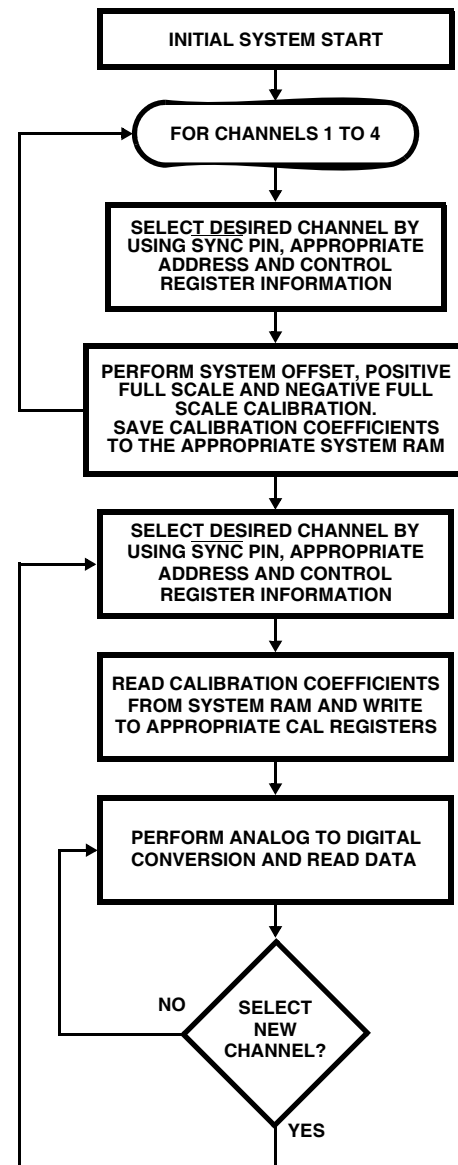 INITIAL SYSTEM START
FOR CHANNELS 1 TO 4
SELECT DESIRED CHANNEL BY
USING SYNC PIN, APPROPRIATE
ADDRESS AND CONTROL
REGISTER INFORMATION
PERFORM SYSTEM OFFSET, POSITIVE
FULL SCALE AND NEGATIVE FULL
SCALE CALIBRATION.
SAVE CALIBRATION COEFFICIENTS
TO THE APPROPRIATE SYSTEM RAM
SELECT DESIRED CHANNEL BY
USING SYNC PIN, APPROPRIATE
ADDRESS AND CONTROL
REGISTER INFORMATION
READ CALIBRATION COEFFICIENTS
FROM SYSTEM RAM AND WRITE
TO APPROPRIATE CAL REGISTERS
PERFORM ANALOG TO DIGITAL
CONVERSION AND READ DATA
NO
SELECT
NEW
CHANNEL?
YES